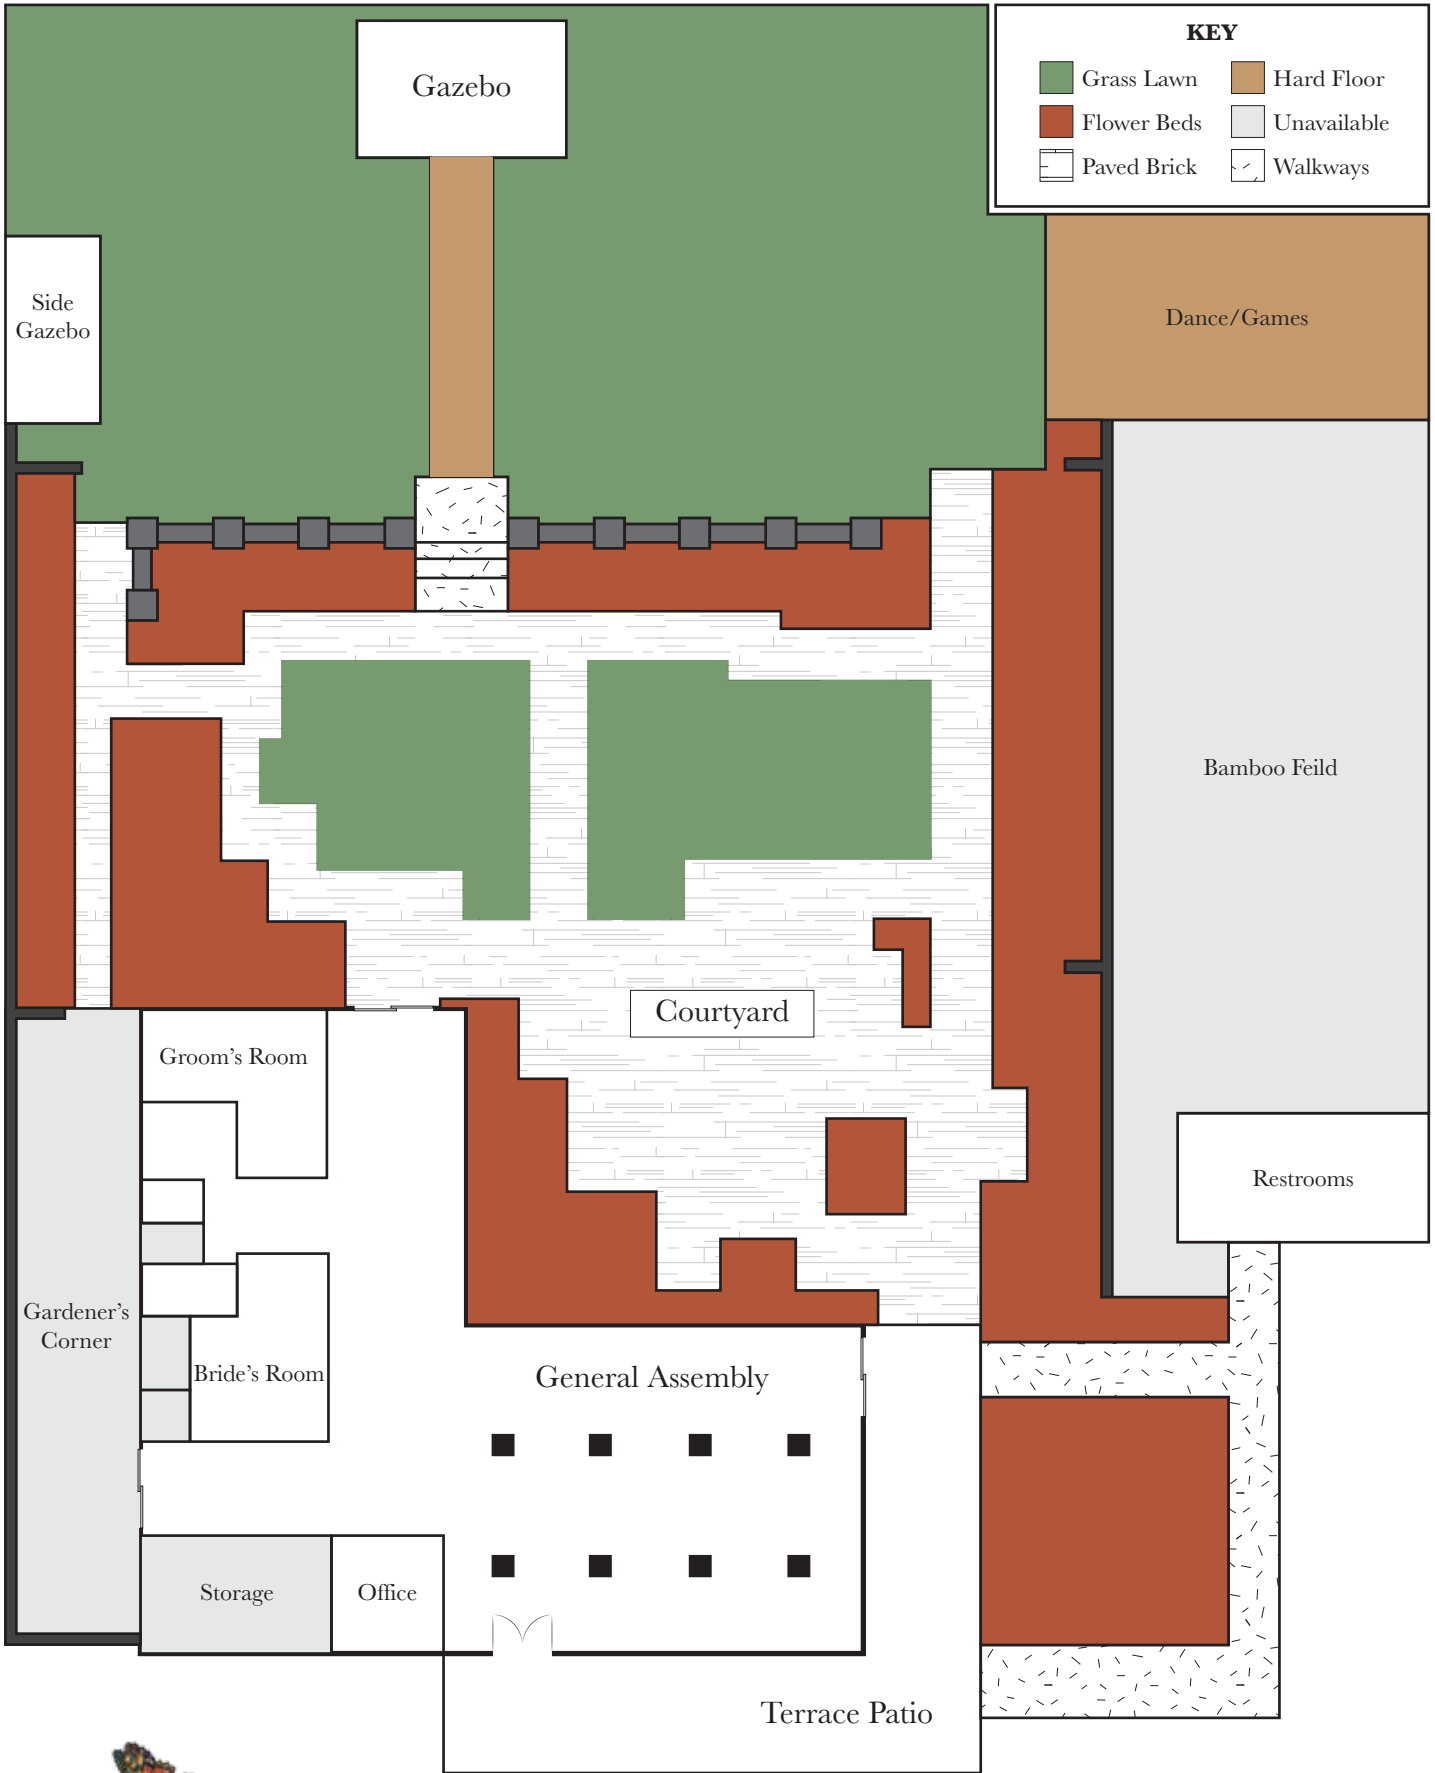 KEY
Grass Lawn
Hard Floor
Flower Beds
Unavailable
Paved Brick
Walkways
Gazebo
Side
Gazebo
Dance/Games
Bamboo Feild
Courtyard
Groom's Room
Restrooms
Gardener's
Corner
Bride's Room
General Assembly
Storage
Office
Terrace Patio